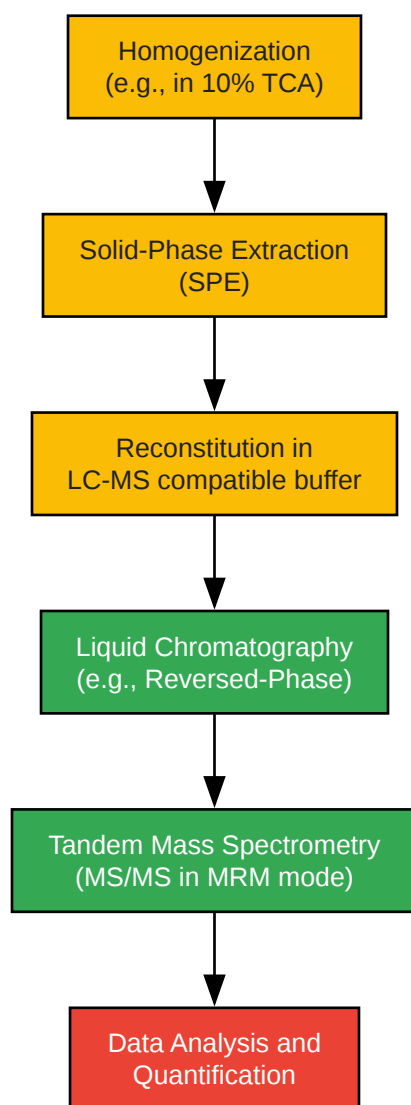 Homogenization
(e.g., in 10% TCA)
Solid-Phase Extraction
(SPE)
Reconstitution in
LC-MS compatible buffer
Liquid Chromatography
(e.g., Reversed-Phase)
Tandem Mass Spectrometry
(MS/MS in MRM mode)
Data Analysis and
Quantification